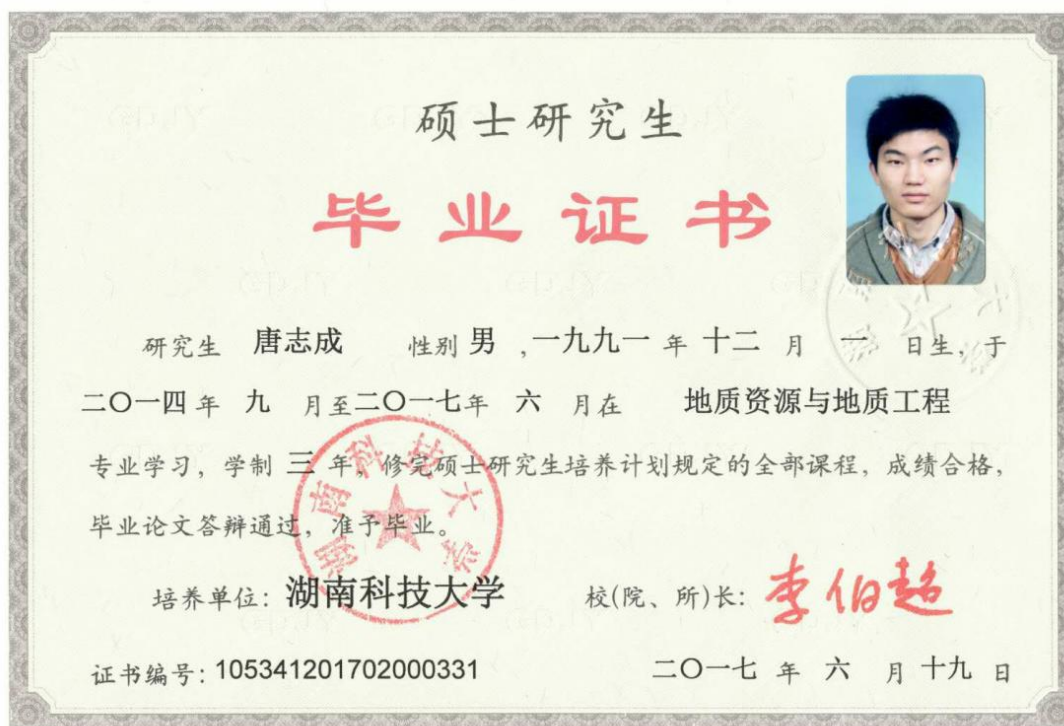 硕士研究生
毕业证书
研究生 唐志成 性别 男 ,一九九一 年 十二 月 一 日生, 于
二〇一四 年 九 月至二〇一七年 六 月在 地质资源与地质工程
专业学习, 学制 三 年, 修完硕士研究生培养计划规定的全部课程, 成绩合格,
毕业论文答辩通过, 准予毕业。
湖南科技大学
培养单位: 湖南科技大学 校(院、所)长: 李伯超
证书编号: 105341201702000331 二〇一七 年 六 月 十九 日